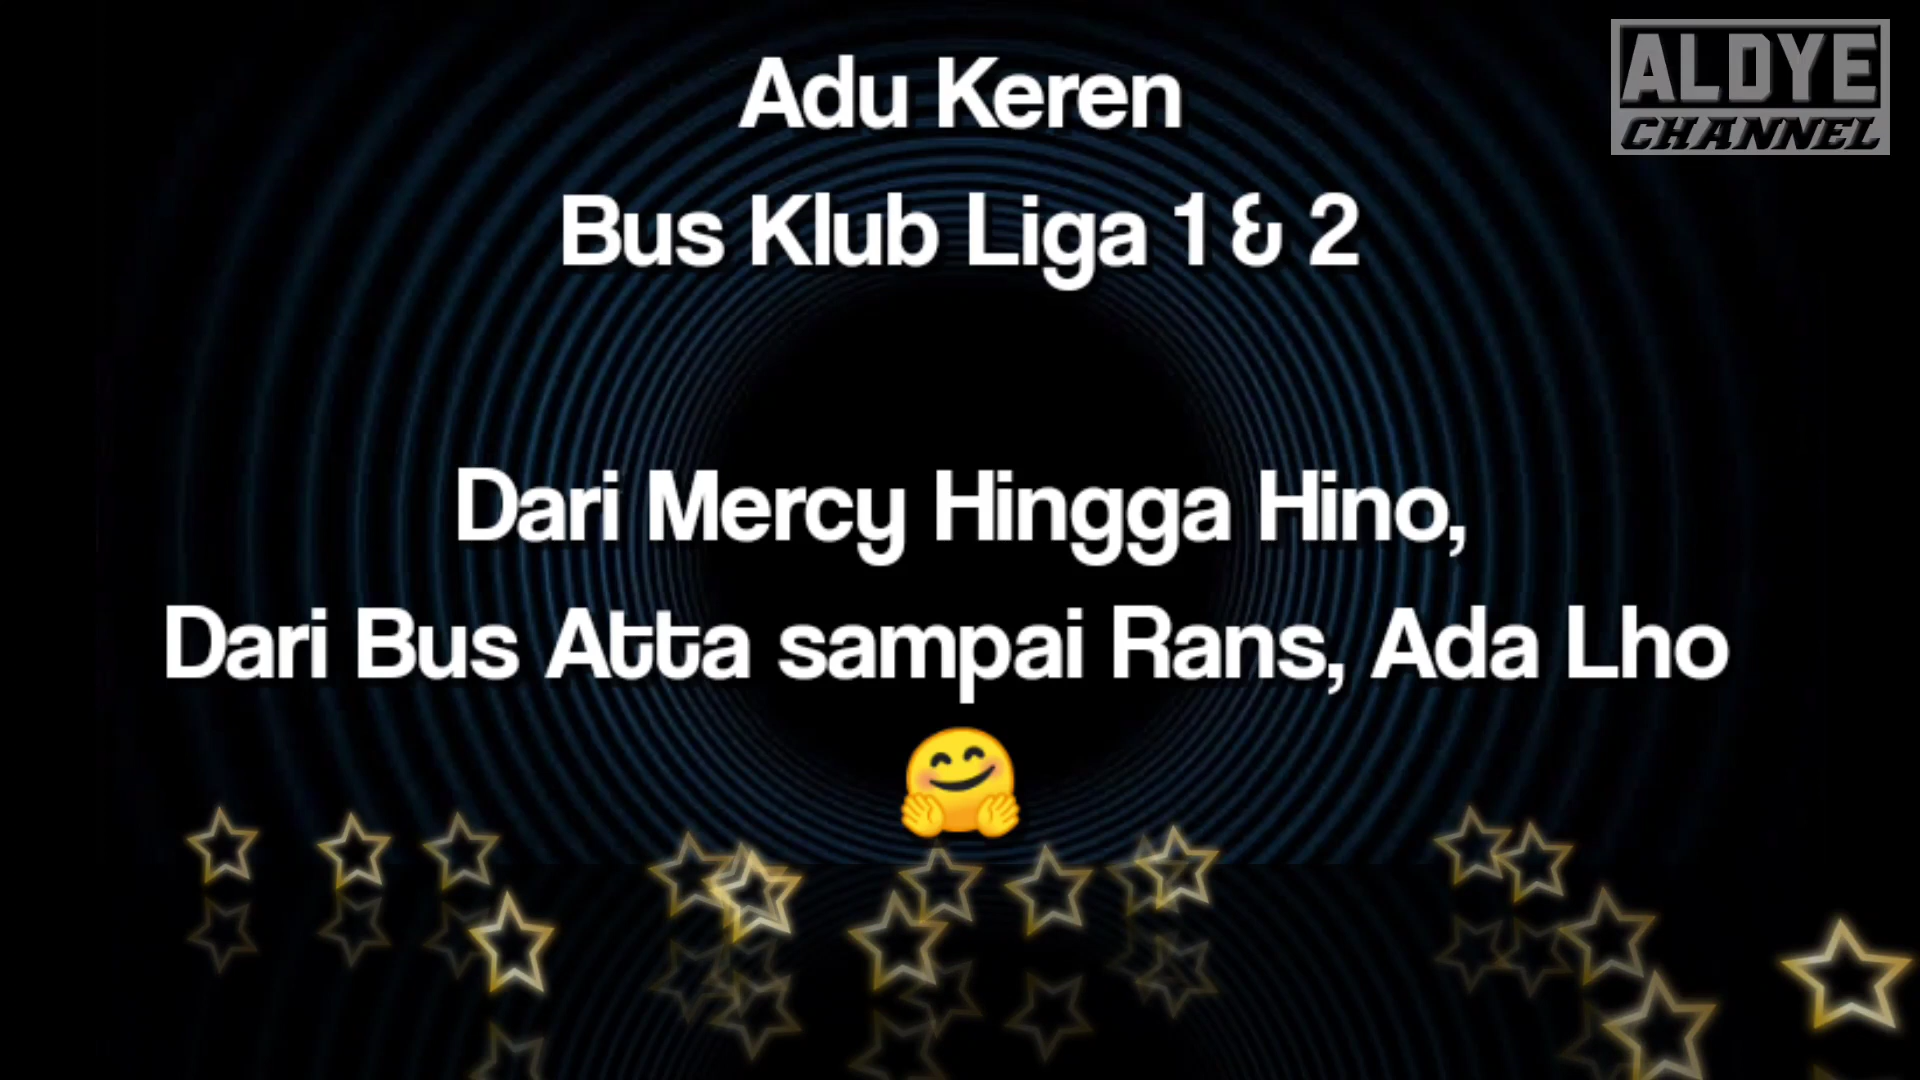 Adu Keren
Bus Klub Liga 1 & 2
Dari Mercy Hingga Hino,
Dari Bus Atta sampai Rans, Ada Lho
🤗
ALDYE
CHANNEL